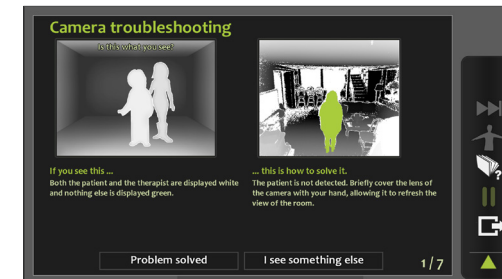 Camera troubleshooting
Is this what you see?
If you see this ...
Both the patient and the therapist are displayed white
and nothing else is displayed green.
... this is how to solve it.
The patient is not detected. Briefly cover the lens of
the camera with your hand, allowing it to refresh the
view of the room.
Problem solved
I see something else
1/7